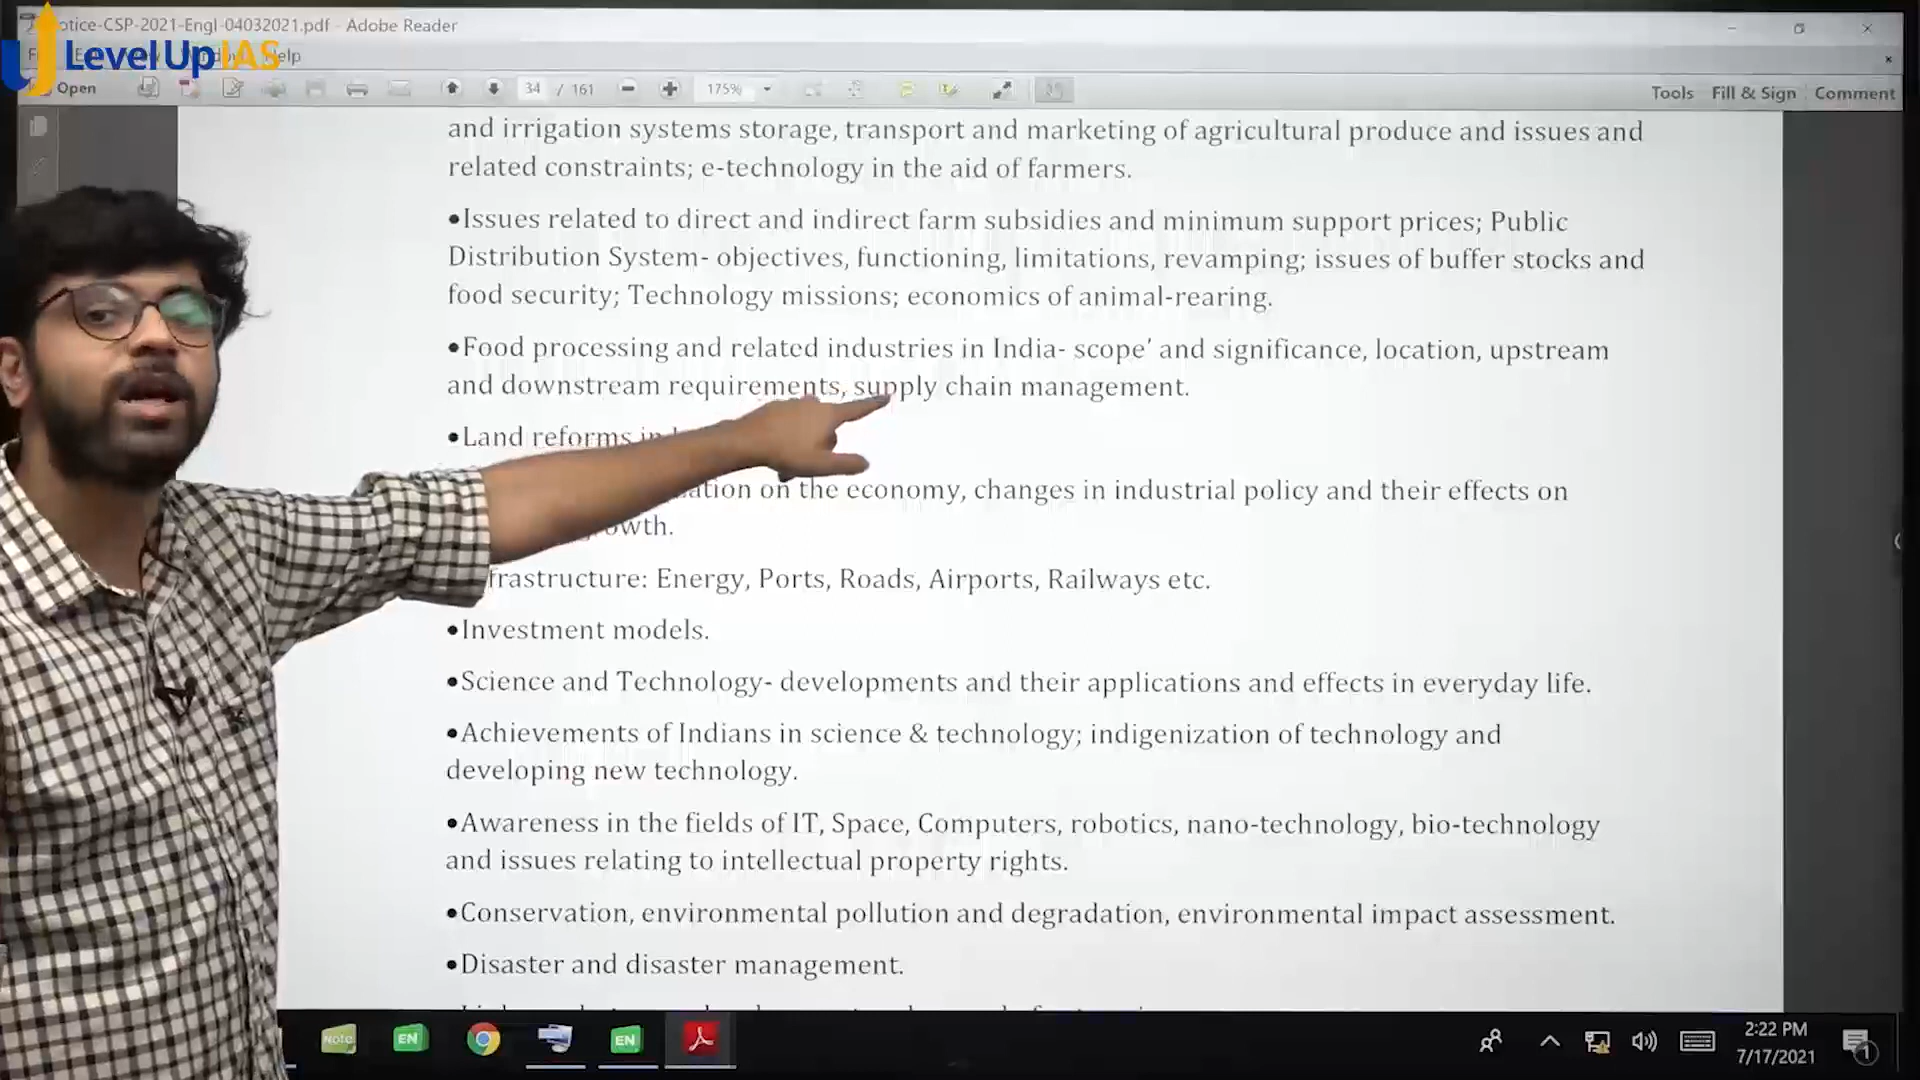 otice-CSP-2021-Engl-04032021.pdf - Adobe Reader
Level Up IAS
elp
Open
34 / 161
175%
Tools Fill & Sign Comment
and irrigation systems storage, transport and marketing of agricultural produce and issues and
related constraints; e-technology in the aid of farmers.
•Issues related to direct and indirect farm subsidies and minimum support prices; Public
Distribution System- objectives, functioning, limitations, revamping; issues of buffer stocks and
food security; Technology missions; economics of animal-rearing.
•Food processing and related industries in India- scope’ and significance, location, upstream
and downstream requirements, supply chain management.
•Land reforms in
ation on the economy, changes in industrial policy and their effects on
owth.
frastructure: Energy, Ports, Roads, Airports, Railways etc.
•Investment models.
•Science and Technology- developments and their applications and effects in everyday life.
•Achievements of Indians in science & technology; indigenization of technology and
developing new technology.
•Awareness in the fields of IT, Space, Computers, robotics, nano-technology, bio-technology
and issues relating to intellectual property rights.
•Conservation, environmental pollution and degradation, environmental impact assessment.
•Disaster and disaster management.
Note
EN
EN
2:22 PM
7/17/2021
1